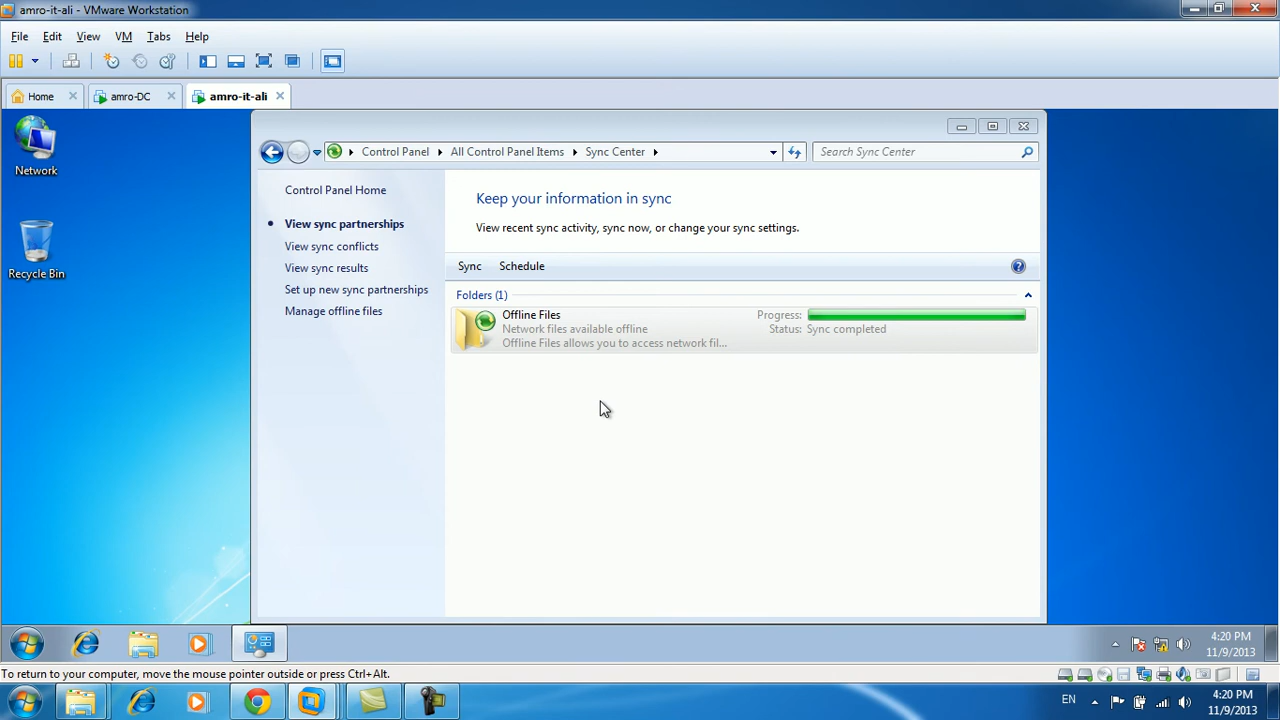 amro-it-ali - VMware Workstation
File Edit View VM Tabs Help
Home amro-DC amro-it-ali
Network
Recycle Bin
Control Panel All Control Panel Items Sync Center Search Sync Center
Control Panel Home
View sync partnerships
View sync conflicts
View sync results
Set up new sync partnerships
Manage offline files
Keep your information in sync
View recent sync activity, sync now, or change your sync settings.
Sync Schedule
Folders (1)
Offline Files Progress:
Network files available offline Status: Sync completed
Offline Files allows you to access network fil...
4:20 PM
11/9/2013
To return to your computer, move the mouse pointer outside or press Ctrl+Alt.
EN 4:20 PM
11/9/2013